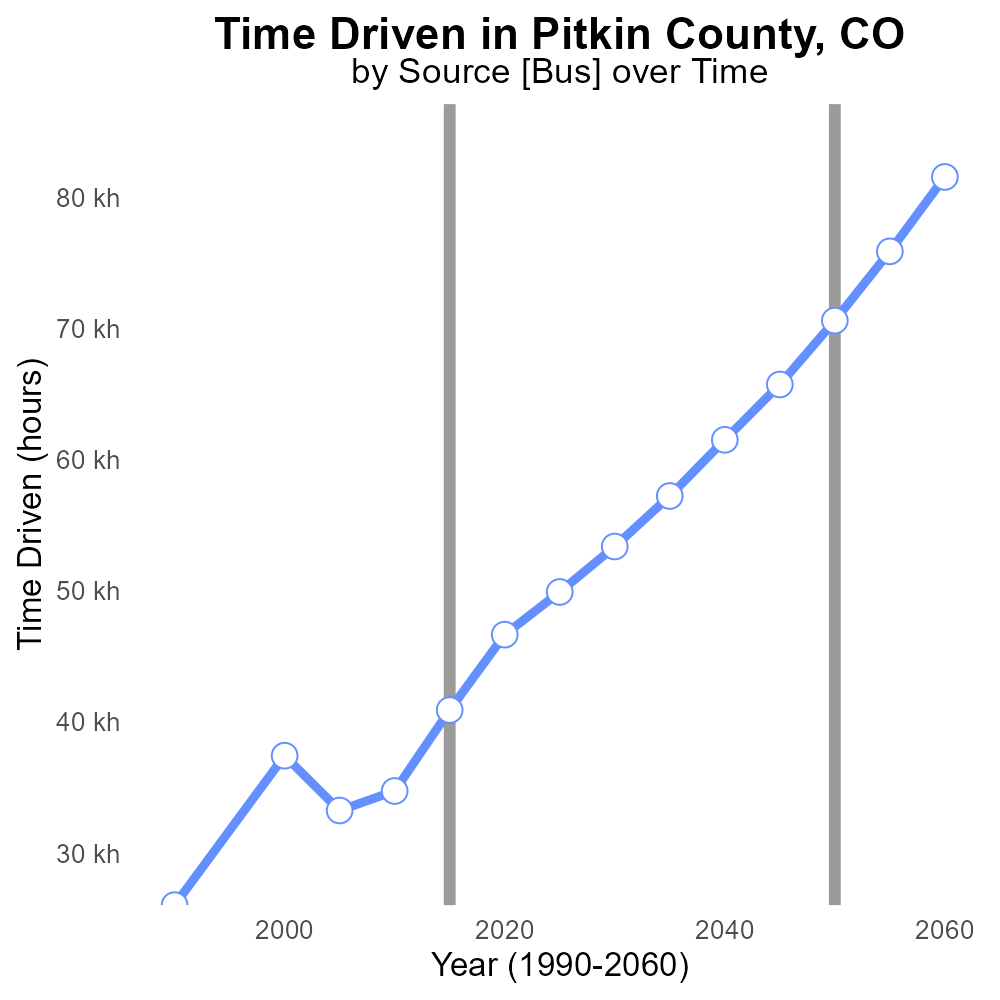 Time Driven in Pitkin County, CO
by Source [Bus] over Time
80 kh
70 kh
60 kh
50 kh
40 kh
30 kh
Time Driven (hours)
2000 2020 2040 2060
Year (1990-2060)